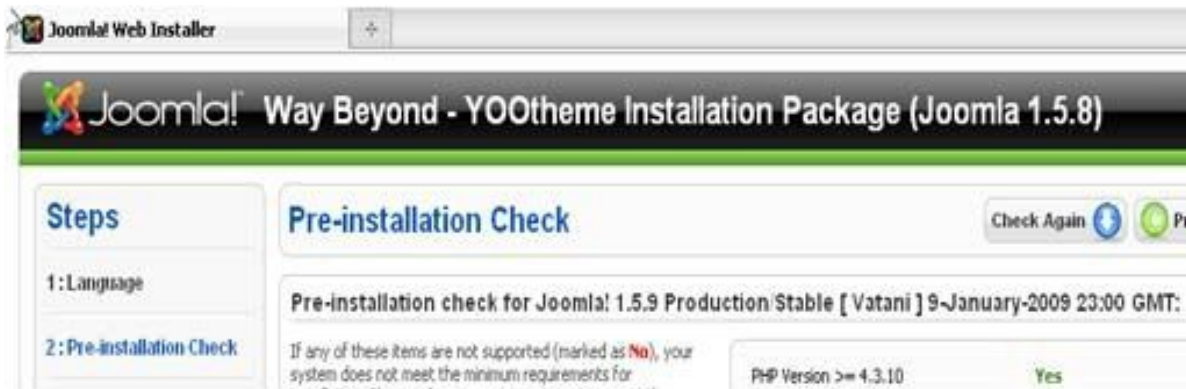 Joomla! Web Installer
Joomla! Way Beyond - YOOtheme Installation Package (Joomla 1.5.8)
Steps
Pre-installation Check
Check Again
1 : Language
Pre-installation check for Joomla! 1.5.9 Production/Stable [ Vatani ] 9-January-2009 23:00 GMT:
2 : Pre-installation Check
If any of these items are not supported (marked as No), your
system does not meet the minimum requirements for
PHP Version >= 4.3.10 Yes